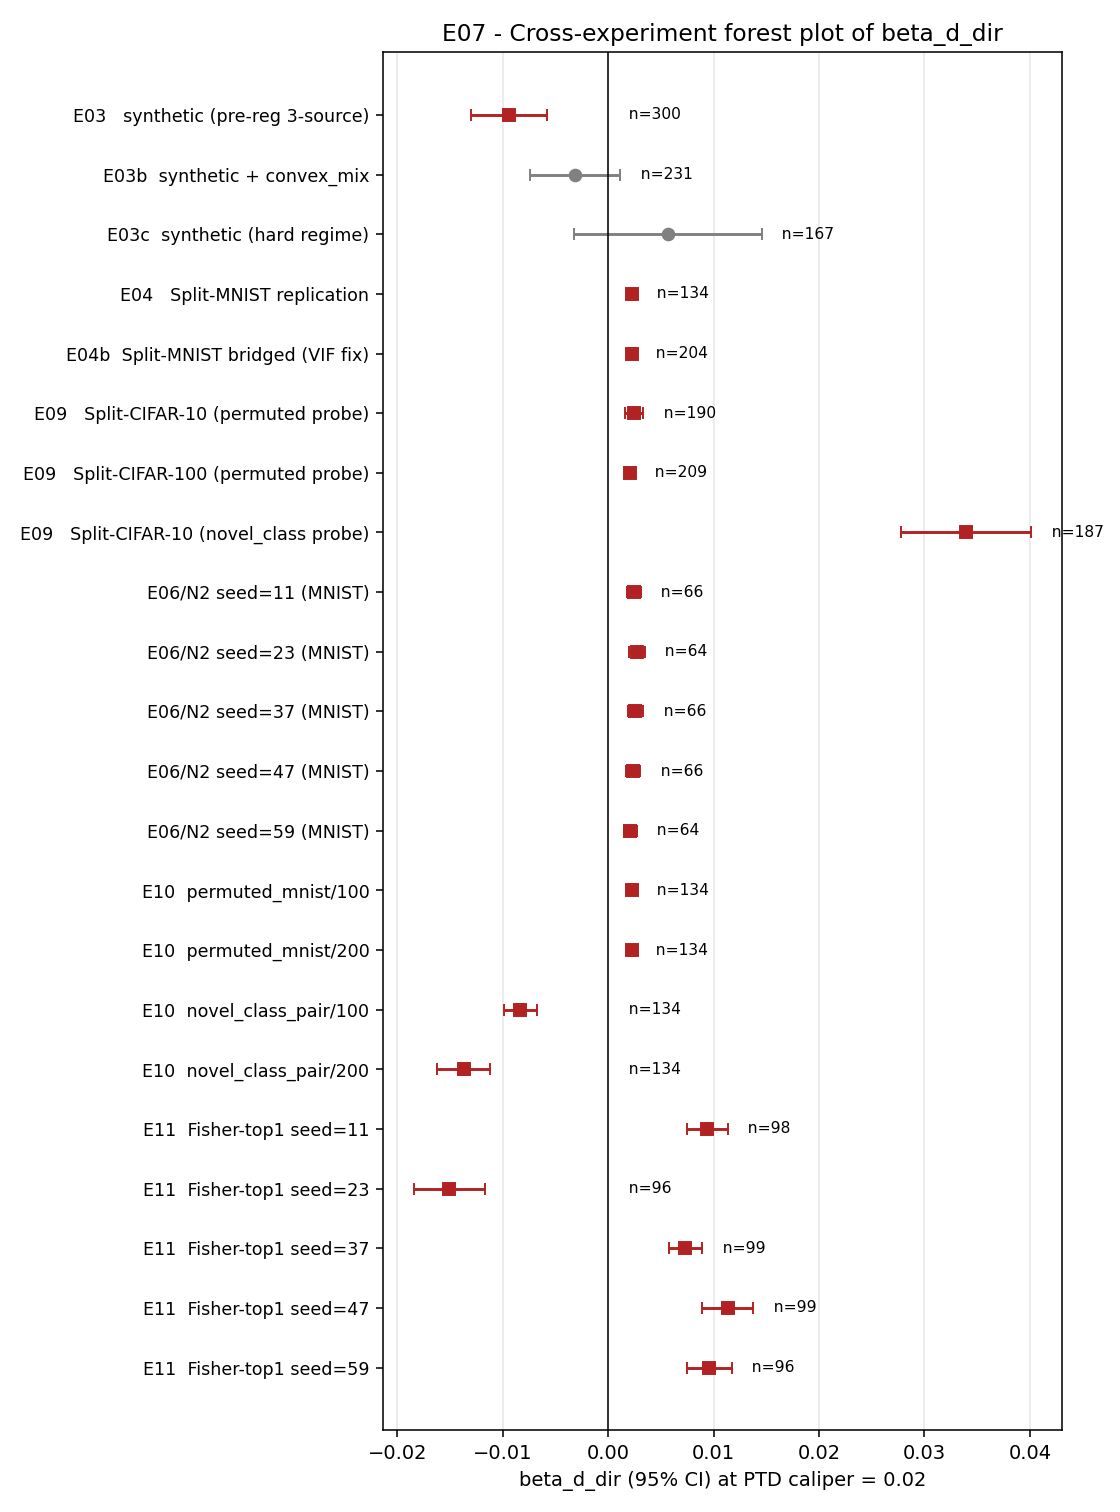 E07 - Cross-experiment forest plot of beta_d_dir
E03 synthetic (pre-reg 3-source) n=300
E03b synthetic + convex_mix n=231
E03c synthetic (hard regime) n=167
E04 Split-MNIST replication n=134
E04b Split-MNIST bridged (VIF fix) n=204
E09 Split-CIFAR-10 (permuted probe) n=190
E09 Split-CIFAR-100 (permuted probe) n=209
E09 Split-CIFAR-10 (novel_class probe) n=187
E06/N2 seed=11 (MNIST) n=66
E06/N2 seed=23 (MNIST) n=64
E06/N2 seed=37 (MNIST) n=66
E06/N2 seed=47 (MNIST) n=66
E06/N2 seed=59 (MNIST) n=64
E10 permuted_mnist/100 n=134
E10 permuted_mnist/200 n=134
E10 novel_class_pair/100 n=134
E10 novel_class_pair/200 n=134
E11 Fisher-top1 seed=11 n=98
E11 Fisher-top1 seed=23 n=96
E11 Fisher-top1 seed=37 n=99
E11 Fisher-top1 seed=47 n=99
E11 Fisher-top1 seed=59 n=96
−0.02 −0.01 0.00 0.01 0.02 0.03 0.04
beta_d_dir (95% CI) at PTD caliper = 0.02